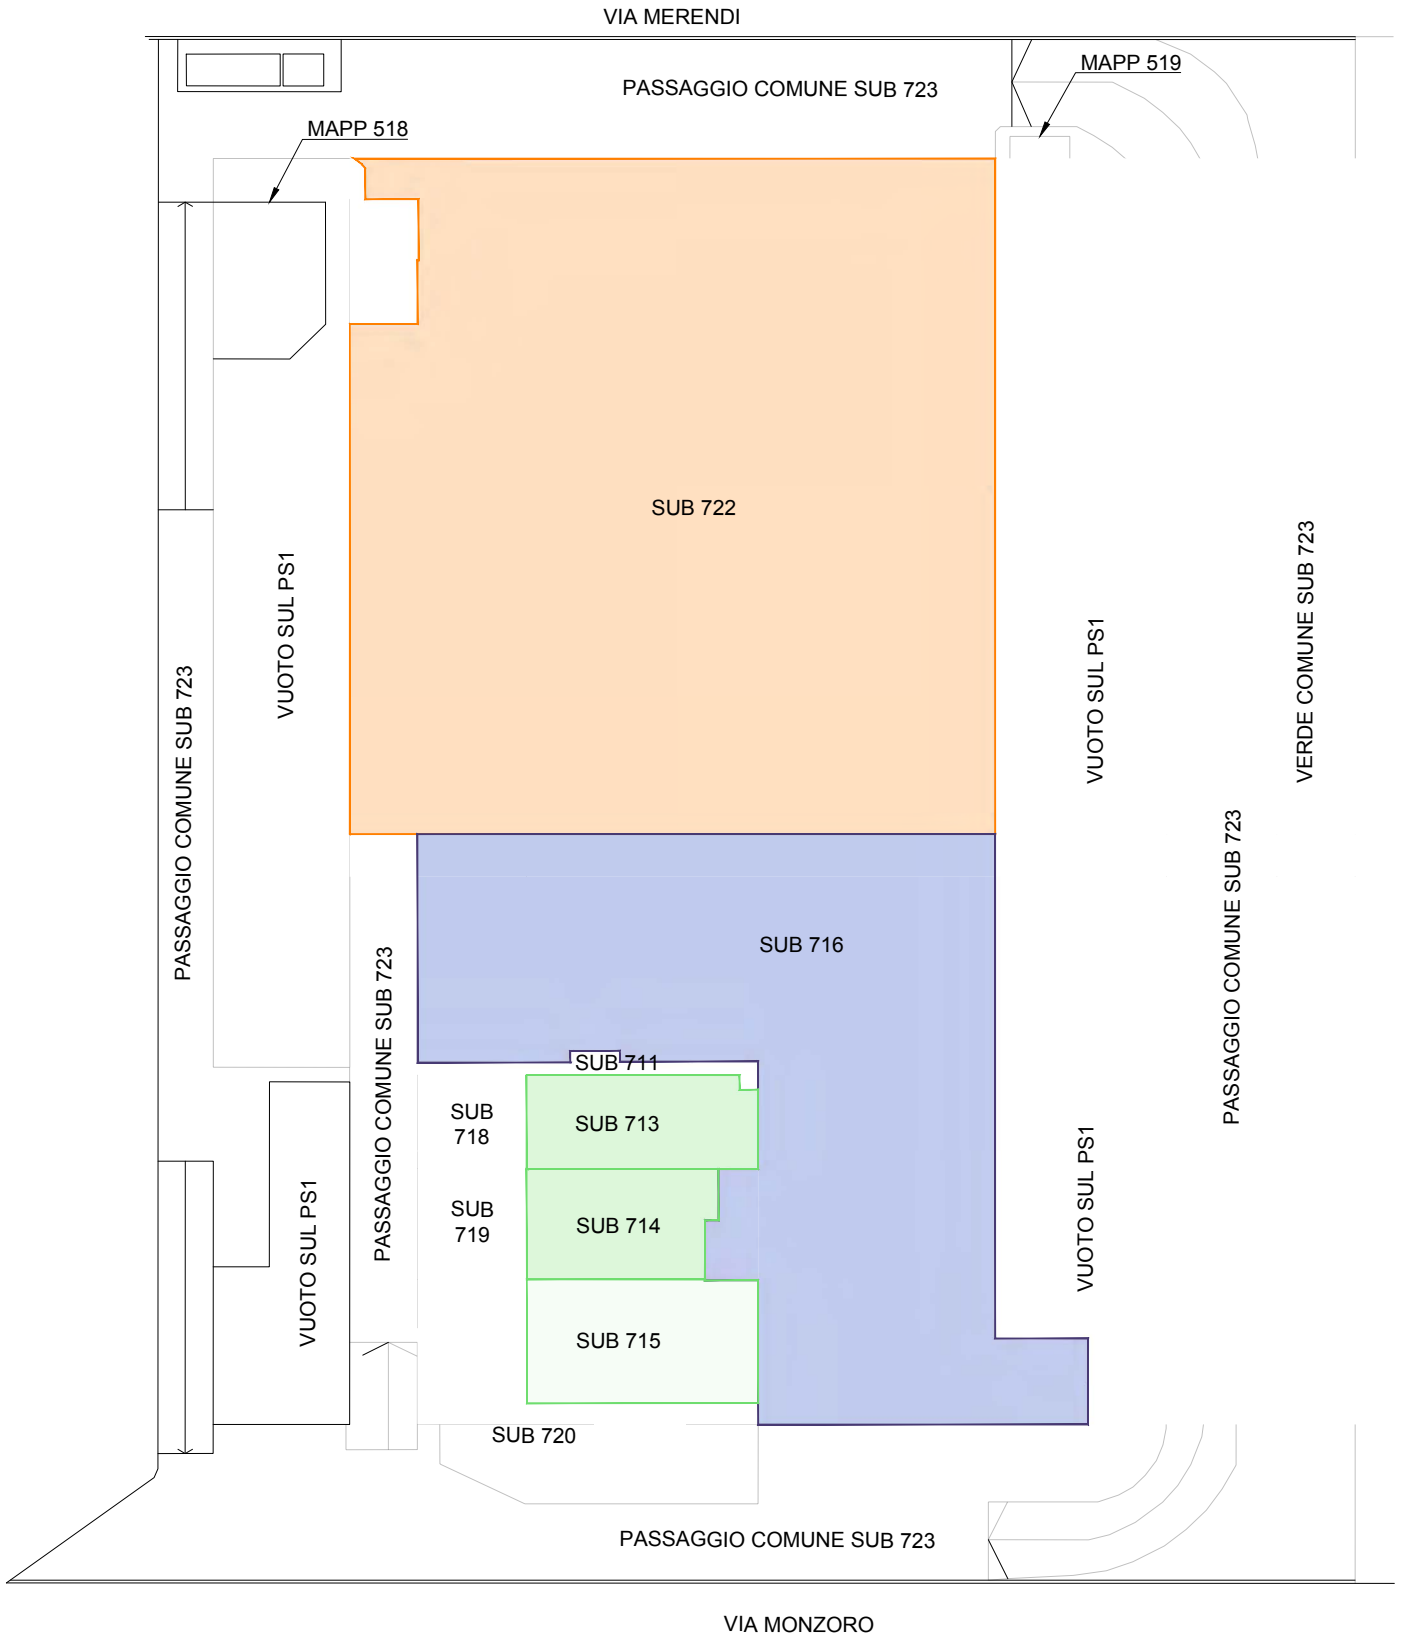 VIA MERENDI
MAPP 519
PASSAGGIO COMUNE SUB 723
MAPP 518
SUB 722
VUOTO SUL PS1
PASSAGGIO COMUNE SUB 723
VUOTO SUL PS1
VERDE COMUNE SUB 723
PASSAGGIO COMUNE SUB 723
SUB 716
PASSAGGIO COMUNE SUB 723
SUB 711
SUB
718
SUB 713
SUB
719
SUB 714
VUOTO SUL PS1
VUOTO SUL PS1
SUB 715
SUB 720
PASSAGGIO COMUNE SUB 723
VIA MONZORO